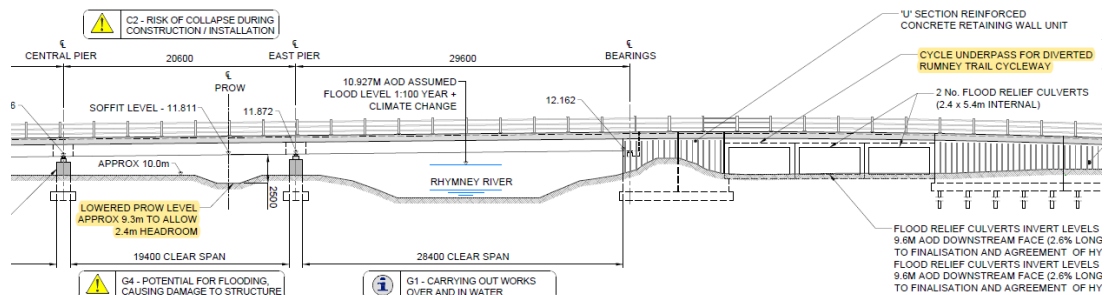 C2 - RISK OF COLLAPSE DURING
CONSTRUCTION / INSTALLATION
℄
CENTRAL PIER
20600
℄
EAST PIER
29600
℄
BEARINGS
'U' SECTION REINFORCED
CONCRETE RETAINING WALL UNIT
CYCLE UNDERPASS FOR DIVERTED
RUMNEY TRAIL CYCLEWAY
2 No. FLOOD RELIEF CULVERTS
(2.4 x 5.4m INTERNAL)
℄
PROW
10.927M AOD ASSUMED
FLOOD LEVEL 1:100 YEAR +
CLIMATE CHANGE
6
SOFFIT LEVEL - 11.811
11.872
12.162
APPROX 10.0m
RHYMNEY RIVER
2500
LOWERED PROW LEVEL
APPROX 9.3m TO ALLOW
2.4m HEADROOM
19400 CLEAR SPAN
28400 CLEAR SPAN
FLOOD RELIEF CULVERTS INVERT LEVELS
9.6M AOD DOWNSTREAM FACE (2.6% LONG
TO FINALISATION AND AGREEMENT OF HY
FLOOD RELIEF CULVERTS INVERT LEVELS
9.6M AOD DOWNSTREAM FACE (2.6% LONG
TO FINALISATION AND AGREEMENT OF HY
G4 - POTENTIAL FOR FLOODING,
CAUSING DAMAGE TO STRUCTURE
G1 - CARRYING OUT WORKS
OVER AND IN WATER